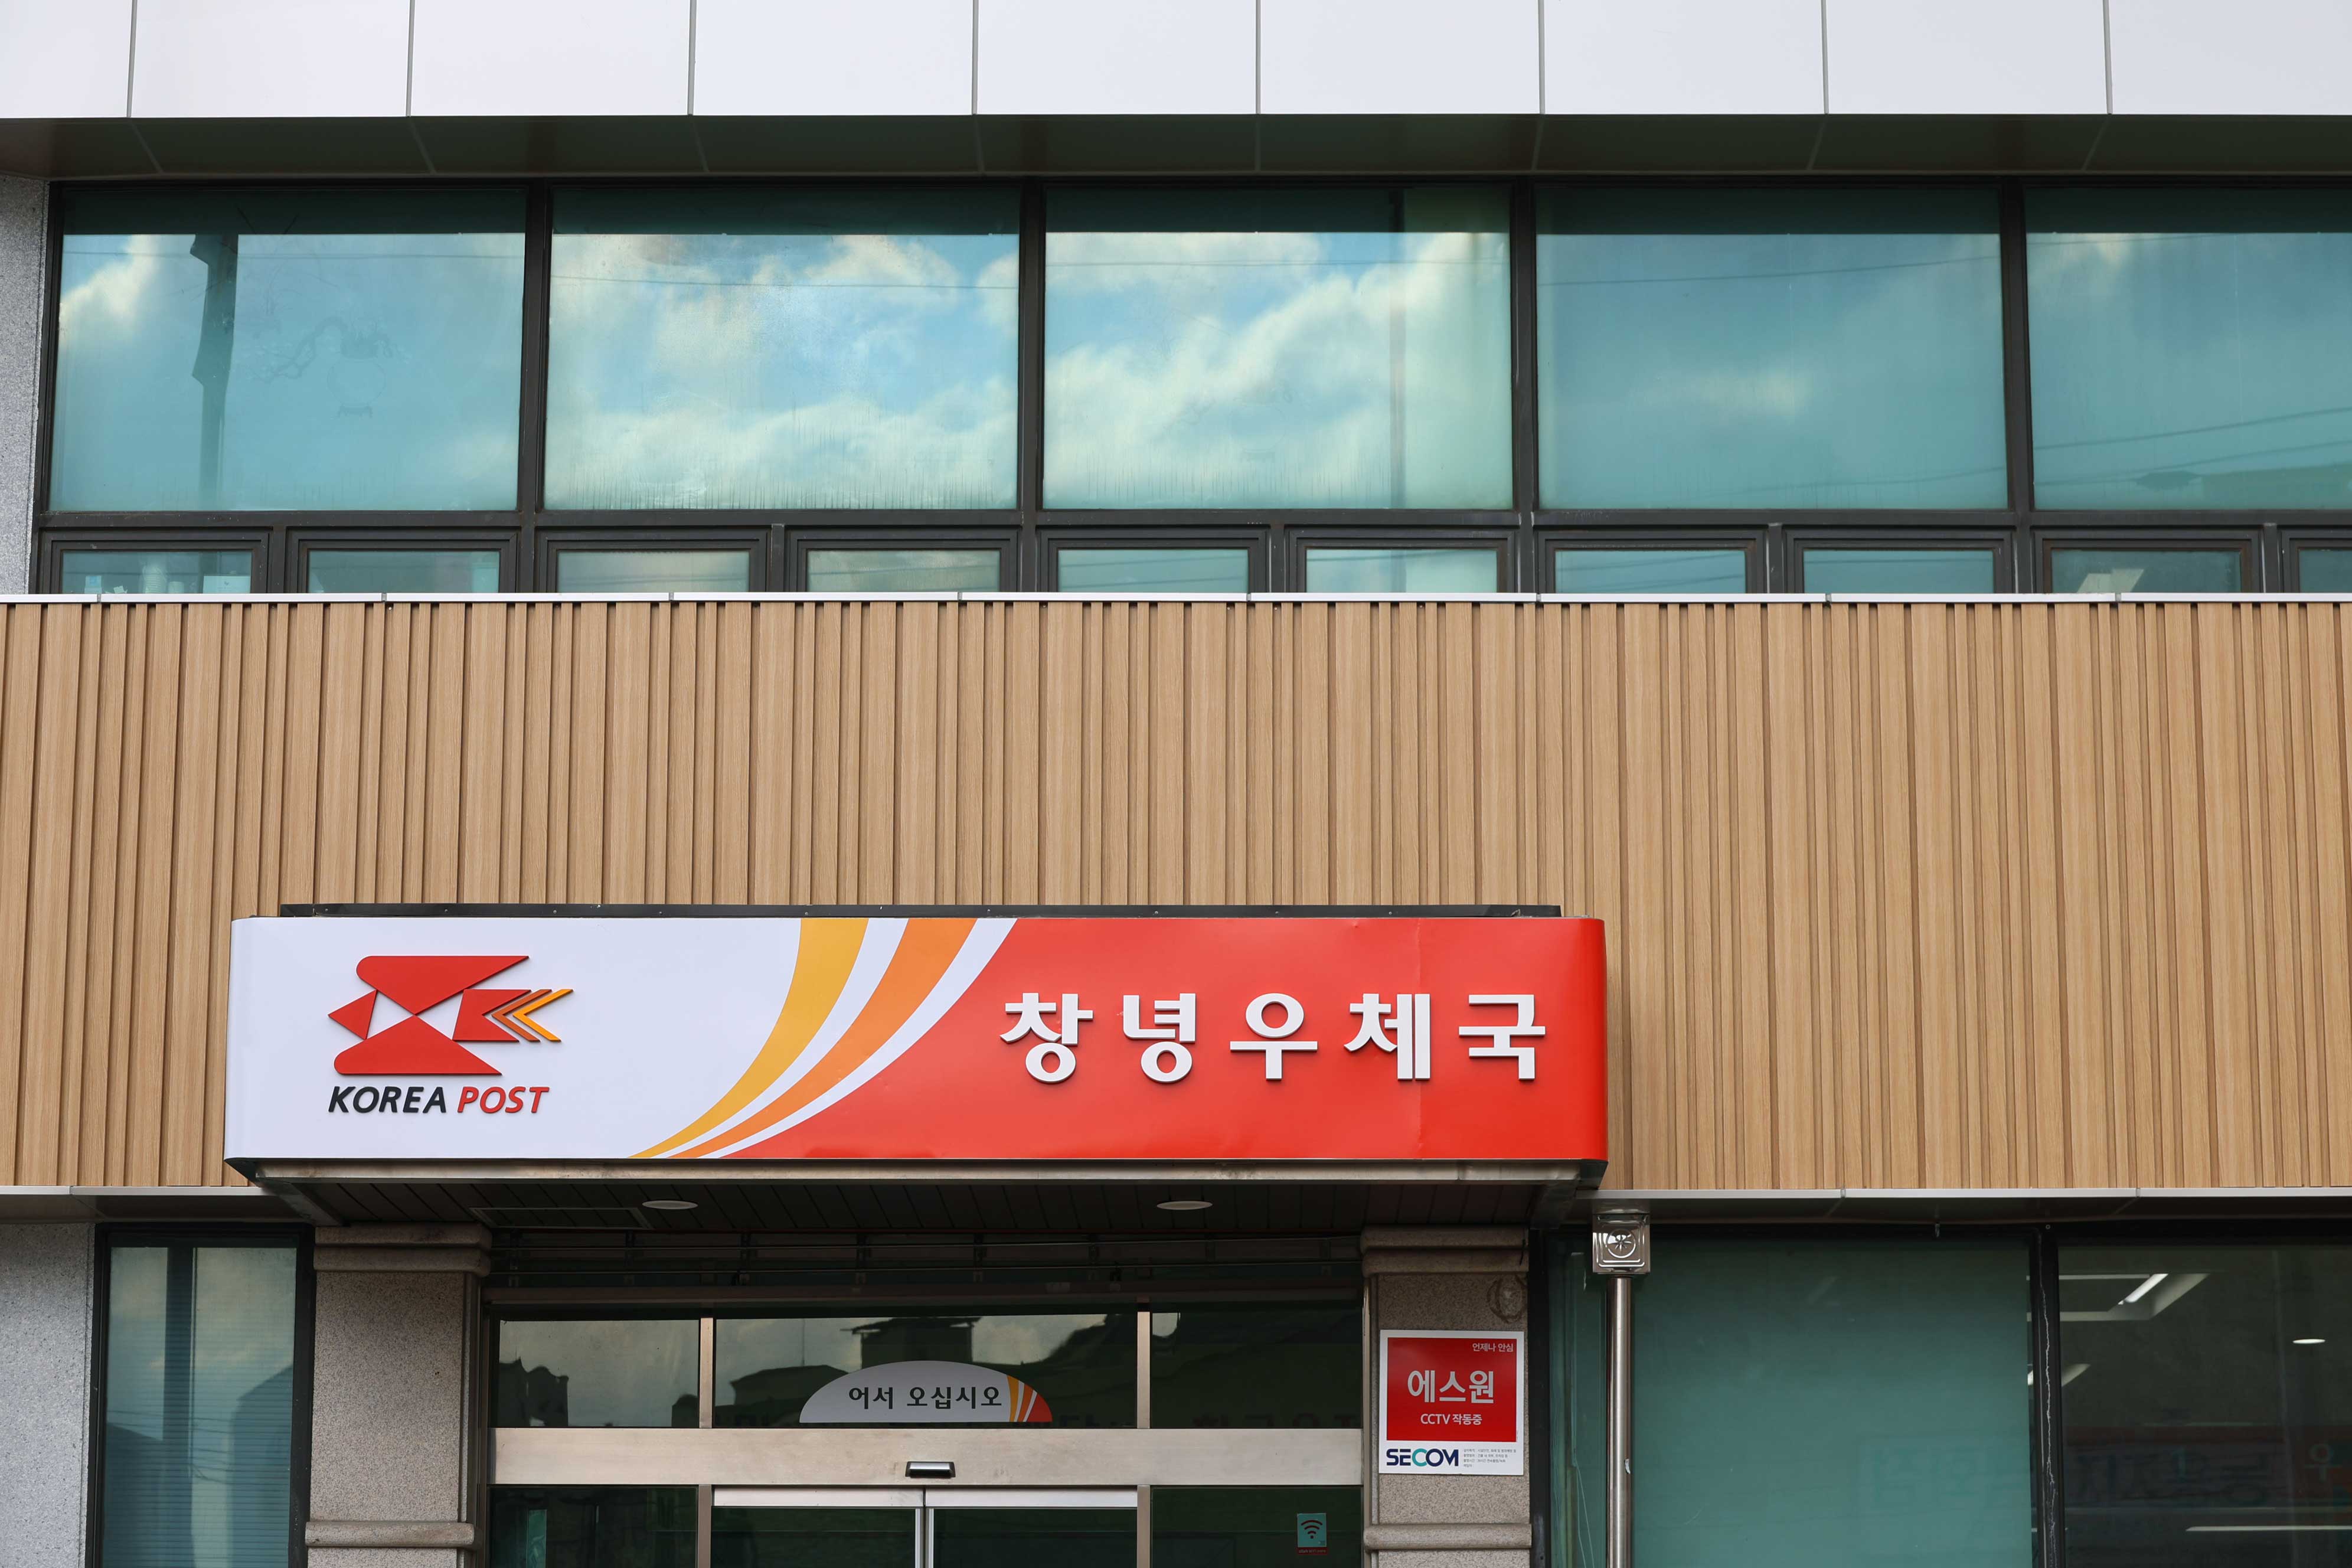 창녕우체국
KOREA POST
어서 오십시오
언제나 안심
에스원
CCTV 작동중
SECOM